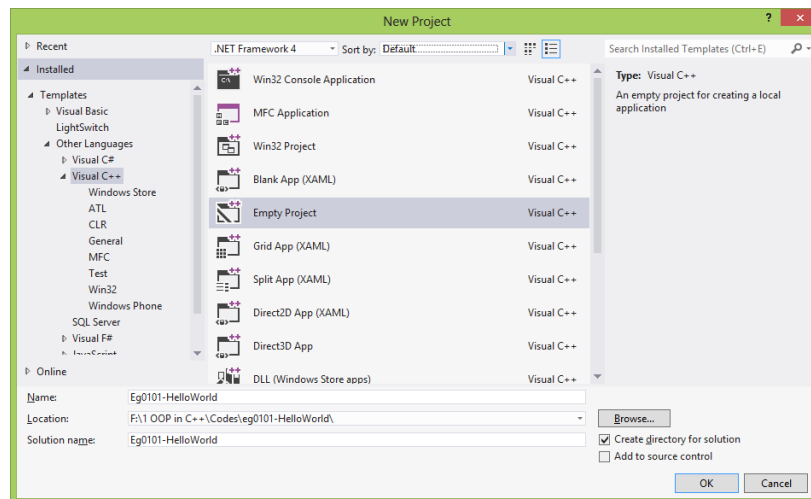 New Project
? x
Recent
.NET Framework 4
Sort by: Default
Search Installed Templates (Ctrl+E)
Installed
Templates
Visual Basic
LightSwitch
Other Languages
Visual C#
Visual C++
Windows Store
ATL
CLR
General
MFC
Test
Win32
Windows Phone
SQL Server
Visual F#
JavaScript
Online
Win32 Console Application Visual C++
MFC Application Visual C++
Win32 Project Visual C++
Blank App (XAML) Visual C++
Empty Project Visual C++
Grid App (XAML) Visual C++
Split App (XAML) Visual C++
Direct2D App (XAML) Visual C++
Direct3D App Visual C++
DLL (Windows Store apps) Visual C++
Type: Visual C++
An empty project for creating a local
application
Name: Eg0101-HelloWorld
Location: F:\1 OOP in C++\Codes\eg0101-HelloWorld\
Browse...
Solution name: Eg0101-HelloWorld
Create directory for solution
Add to source control
OK
Cancel